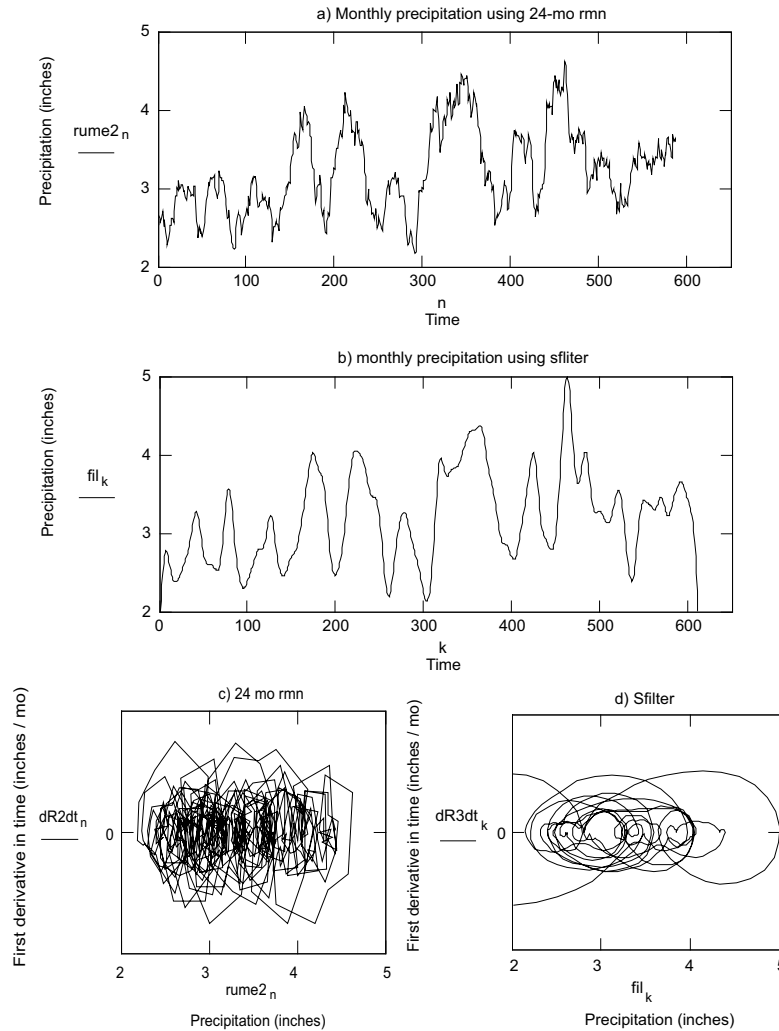 a) Monthly precipitation using 24-mo rmn
Precipitation (inches)
rume2n
5
4
3
2
0 100 200 300 400 500 600
n
Time
b) monthly precipitation using sfliter
Precipitation (inches)
filk
5
4
3
2
0 100 200 300 400 500 600
k
Time
c) 24 mo rmn
First derivative in time (inches / mo)
dR2dtn
0
2 3 4 5
rume2n
Precipitation (inches)
d) Sfilter
First derivative in time (inches / mo)
dR3dtk
0
2 3 4 5
filk
Precipitation (inches)